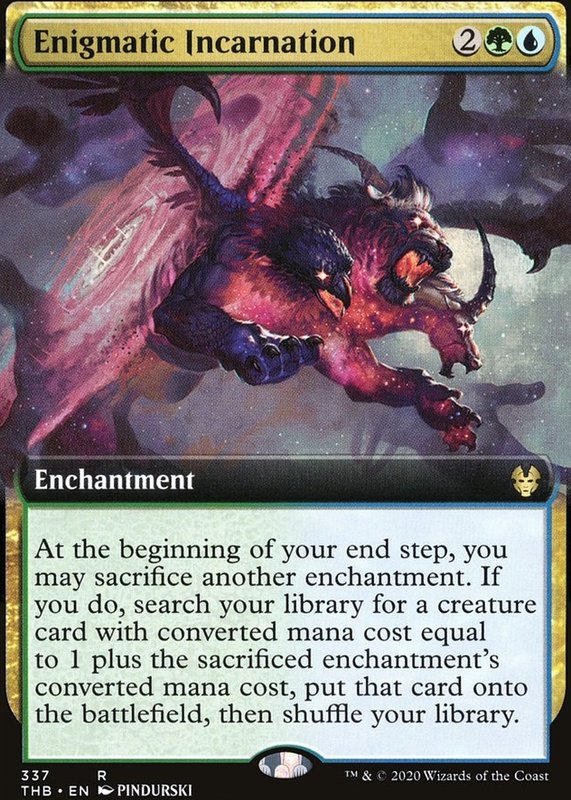 Enigmatic Incarnation 2
Enchantment
At the beginning of your end step, you
may sacrifice another enchantment. If
you do, search your library for a creature
card with converted mana cost equal
to 1 plus the sacrificed enchantment's
converted mana cost, put that card onto
the battlefield, then shuffle your library.
337 R
THB • EN PINDURSKI
™ & © 2020 Wizards of the Coast